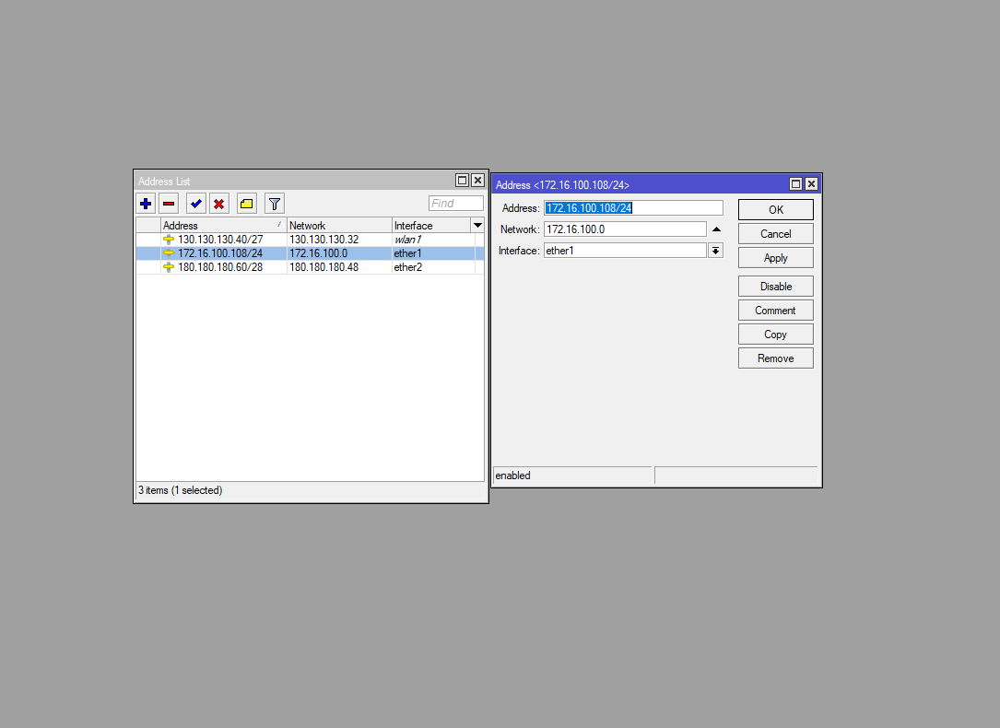 Address List
Find
Address Network Interface
130.130.130.40/27 130.130.130.32 wlan1
172.16.100.108/24 172.16.100.0 ether1
180.180.180.60/28 180.180.180.48 ether2
3 items (1 selected)
Address <172.16.100.108/24>
Address: 172.16.100.108/24
Network: 172.16.100.0
Interface: ether1
OK
Cancel
Apply
Disable
Comment
Copy
Remove
enabled